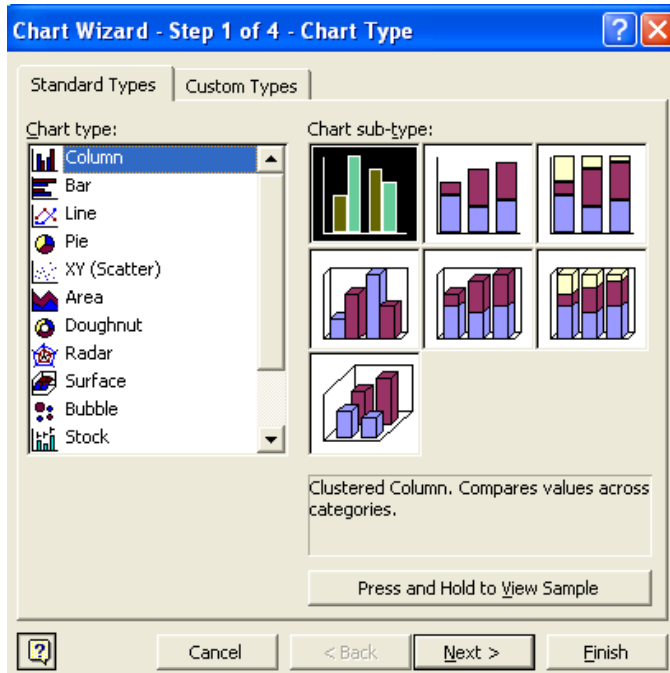 Chart Wizard - Step 1 of 4 - Chart Type
Standard Types
Custom Types
Chart type:
Column
Bar
Line
Pie
XY (Scatter)
Area
Doughnut
Radar
Surface
Bubble
Stock
Chart sub-type:
Clustered Column. Compares values across
categories.
Press and Hold to View Sample
Cancel
< Back
Next >
Finish